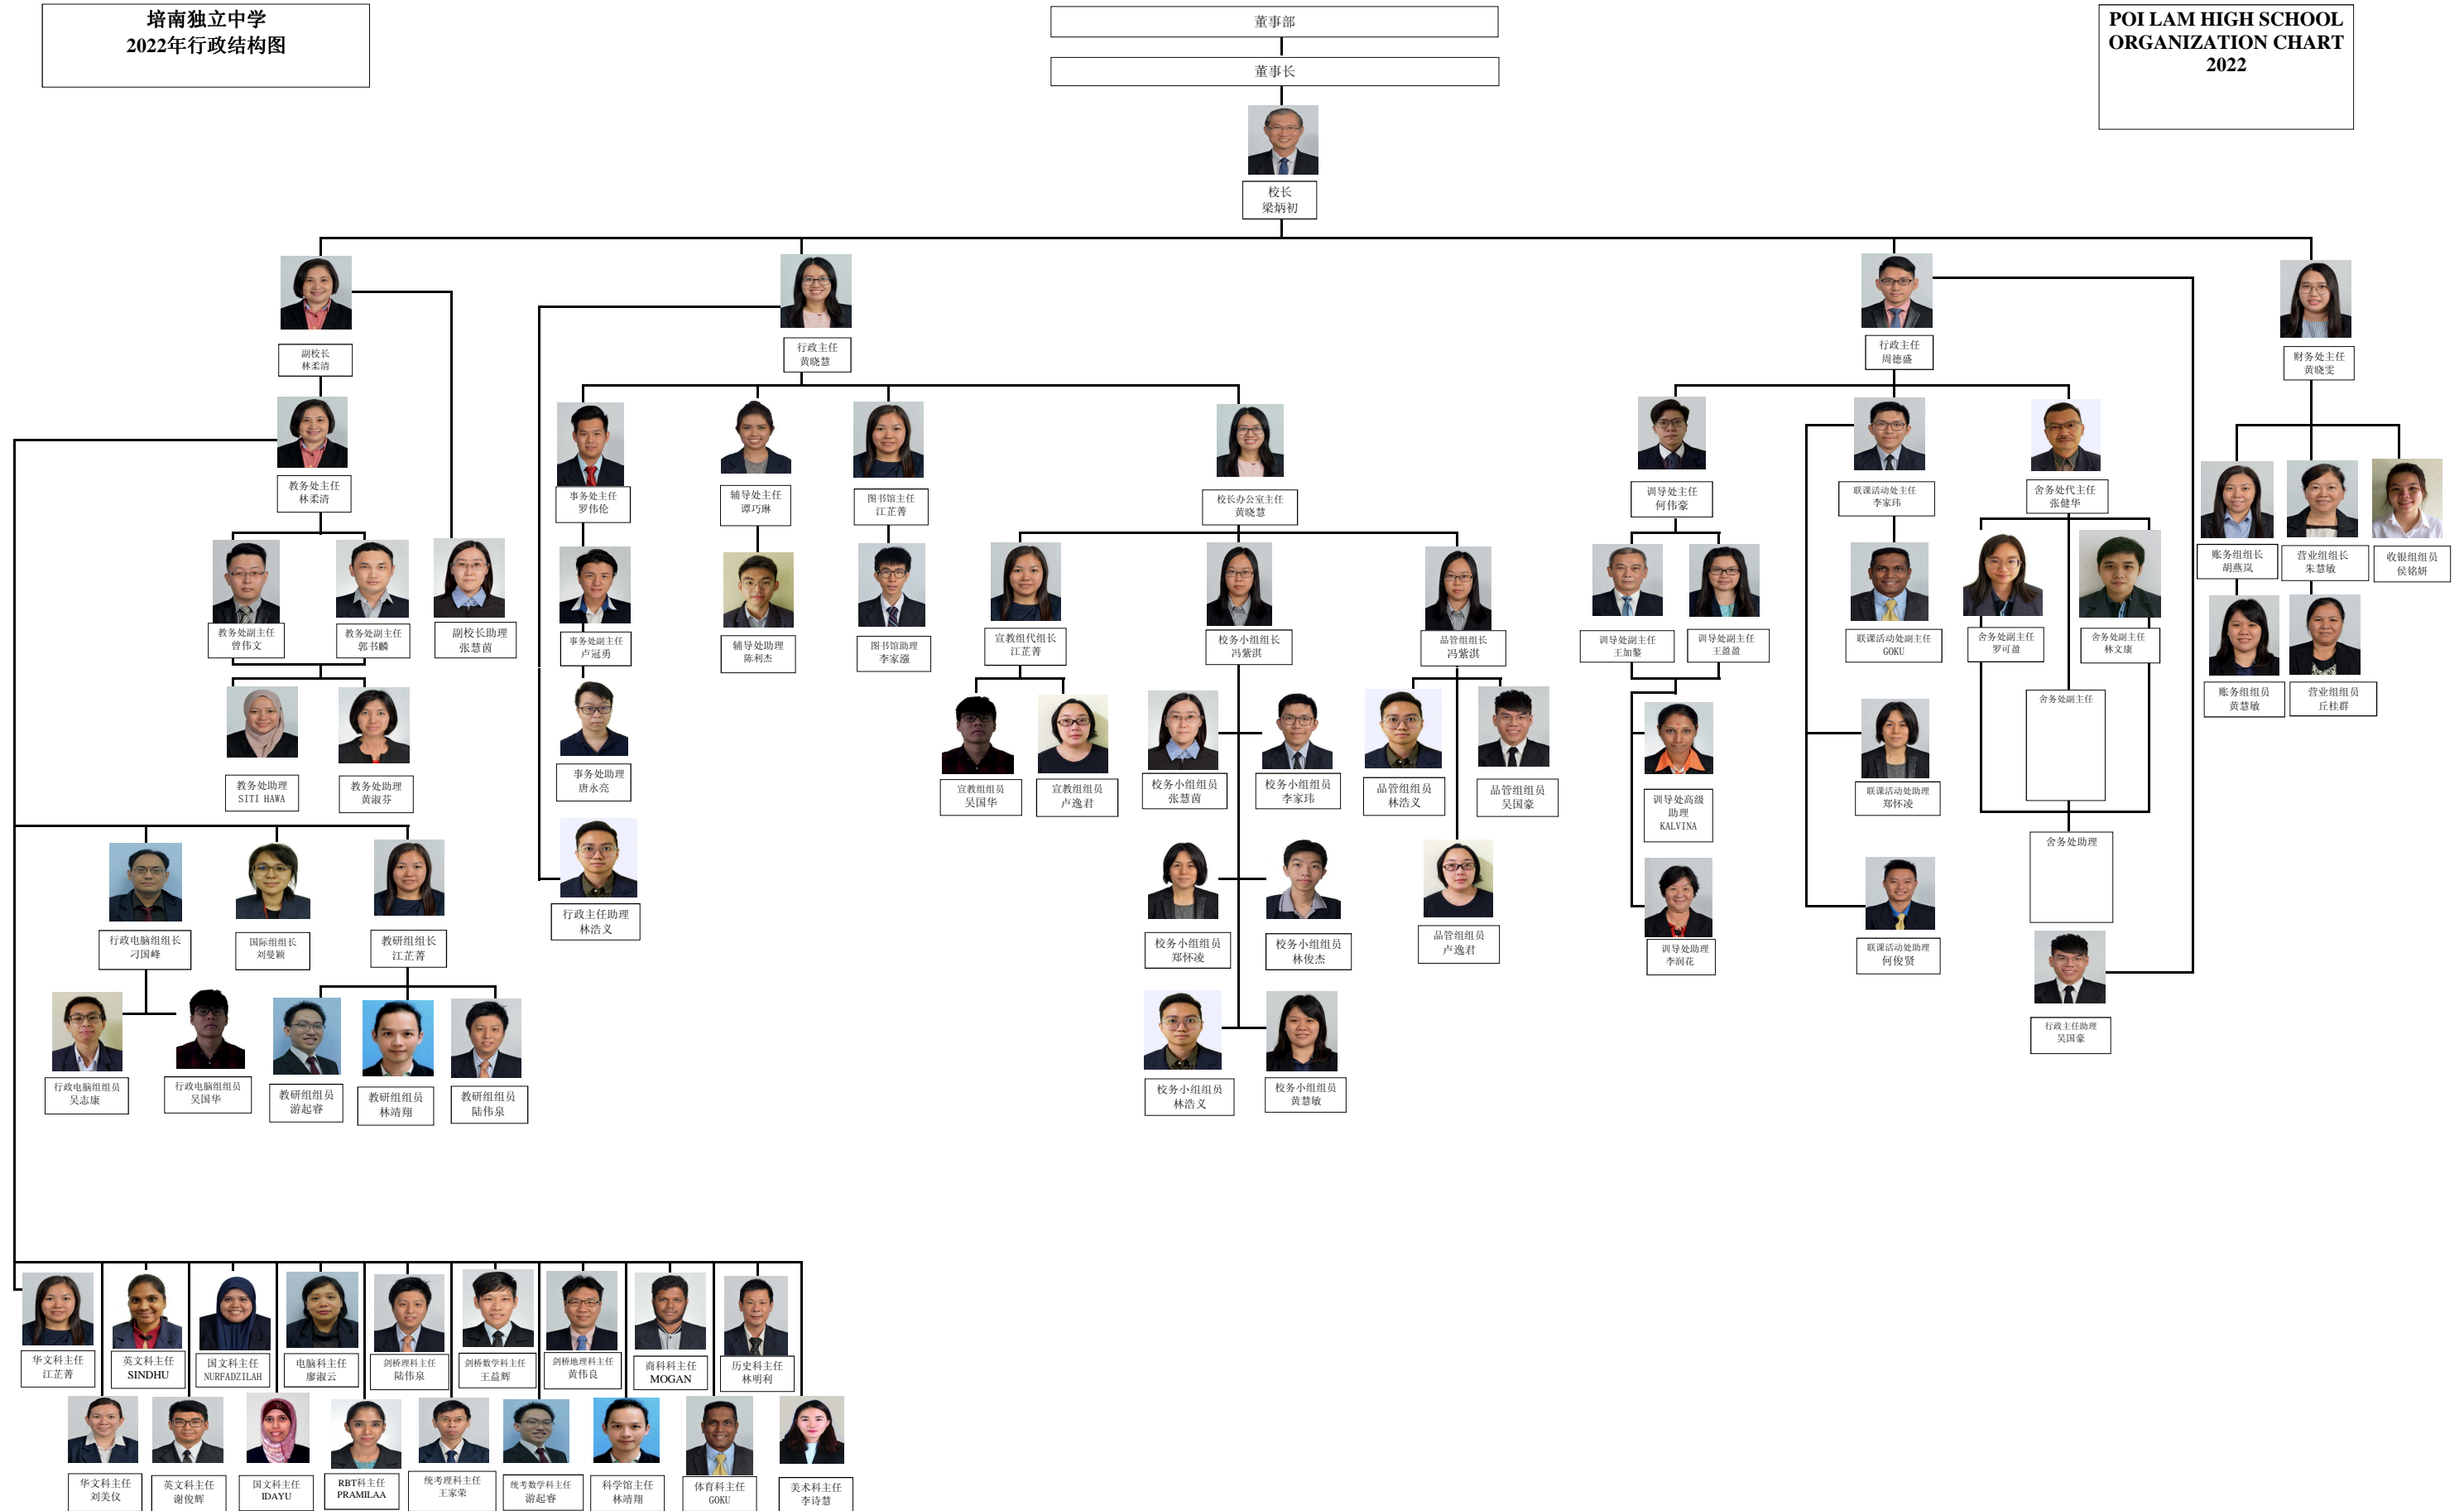 培南独立中学
2022年行政结构图
董事部
POI LAM HIGH SCHOOL
ORGANIZATION CHART
2022
董事长
校长
梁炳初
副校长
林柔清
行政主任
黄晓慧
行政主任
周德盛
财务处主任
黄晓雯
教务处主任
林柔清
事务处主任
罗伟伦
辅导处主任
谭巧琳
图书馆主任
江芷菁
校长办公室主任
黄晓慧
训导处主任
何伟豪
联课活动处主任
李家玮
舍务处代主任
张健华
账务组组长
胡燕岚
营业组组长
朱慧敏
收银组组员
侯铭妍
教务处副主任
曾伟文
教务处副主任
郭书麟
副校长助理
张慧茵
事务处副主任
卢冠勇
辅导处助理
陈利杰
图书馆助理
李家漒
宣教组代组长
江芷菁
校务小组组长
冯紫淇
品管组组长
冯紫淇
训导处副主任
王加鋆
训导处副主任
王盈盈
联课活动处副主任
GOKU
舍务处副主任
罗可盈
舍务处副主任
林文康
账务组组员
黄慧敏
营业组组员
丘桂群
舍务处副主任
教务处助理
SITI HAWA
教务处助理
黄淑芬
事务处助理
唐永亮
宣教组组员
吴国华
宣教组组员
卢逸君
校务小组组员
张慧茵
校务小组组员
李家玮
品管组组员
林浩义
品管组组员
吴国豪
训导处高级
助理
KALVINA
联课活动处助理
郑怀凌
舍务处助理
行政电脑组组长
刁国峰
国际组组长
刘曼颖
教研组组长
江芷菁
行政主任助理
林浩义
校务小组组员
郑怀凌
校务小组组员
林俊杰
品管组组员
卢逸君
训导处助理
李润花
联课活动处助理
何俊贤
行政主任助理
吴国豪
行政电脑组组员
吴志康
行政电脑组组员
吴国华
教研组组员
游起睿
教研组组员
林靖翔
教研组组员
陆伟泉
校务小组组员
林浩义
校务小组组员
黄慧敏
华文科主任
江芷菁
英文科主任
SINDHU
国文科主任
NURFADZILAH
电脑科主任
廖淑云
剑桥理科主任
陆伟泉
剑桥数学科主任
王益辉
剑桥地理科主任
黄伟良
商科科主任
MOGAN
历史科主任
林明利
华文科主任
刘美仪
英文科主任
谢俊辉
国文科主任
IDAYU
RBT科主任
PRAMILAA
统考理科主任
王家荣
统考数学科主任
游起睿
科学馆主任
林靖翔
体育科主任
GOKU
美术科主任
李诗慧